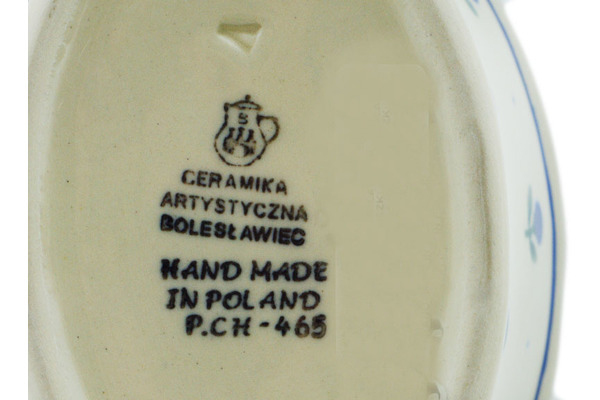 B
CERAMIKA
ARTYSTYCZNA
BOLESŁAWIEC
HAND MADE
IN POLAND
P.CH-465